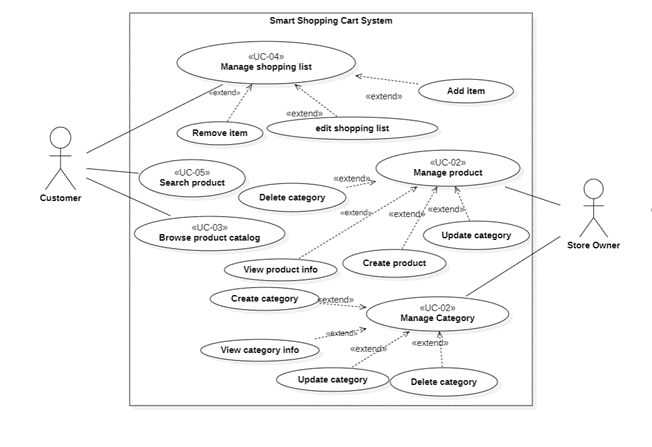 Smart Shopping Cart System
«UC-04»
Manage shopping list
«extend»
«extend»
Add item
«extend»
Remove item
edit shopping list
«UC-05»
Search product
«UC-02»
Manage product
Customer
«extend»
Delete category
«extend»
«extend»
«extend»
«UC-03»
Browse product catalog
Update category
Store Owner
View product info
Create product
Create category
«extend»
«UC-02»
Manage Category
«extend»
«extend»
«extend»
View category info
Update category
Delete category